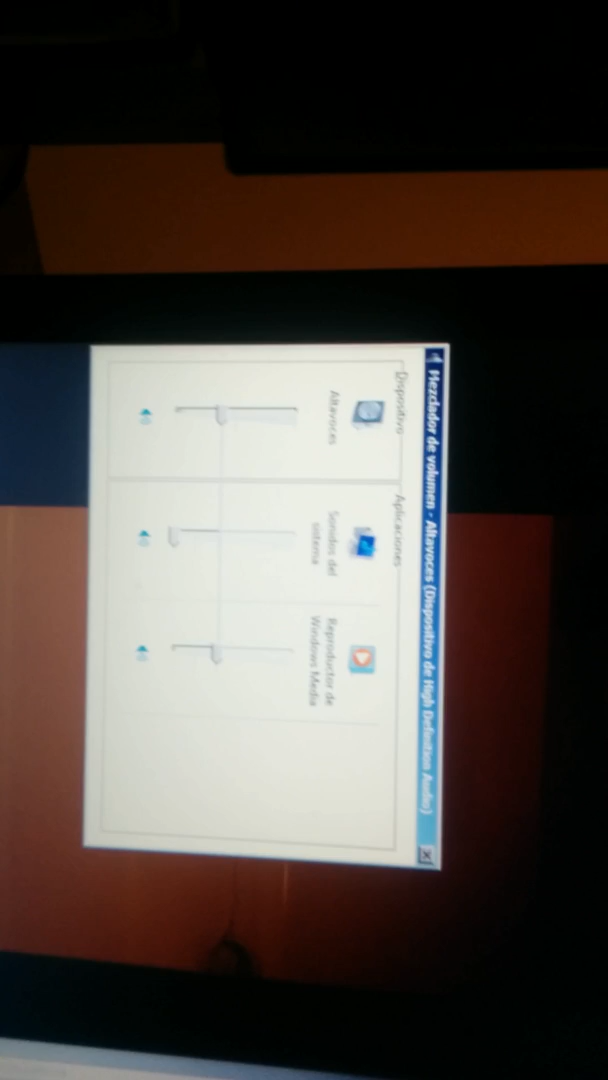 Mezclador de volumen - Altavoces (Dispositivo de High Definition Audio)
Dispositivo
Aplicaciones
Altavoces
Sonidos del
sistema
Reproductor de
Windows Media